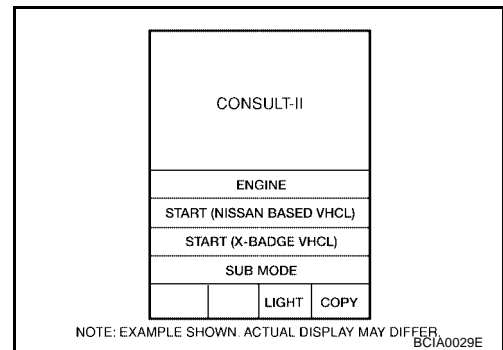 CONSULT-II
ENGINE
START (NISSAN BASED VHCL)
START (X-BADGE VHCL)
SUB MODE
LIGHT COPY
NOTE: EXAMPLE SHOWN. ACTUAL DISPLAY MAY DIFFER.
BCIA0029E